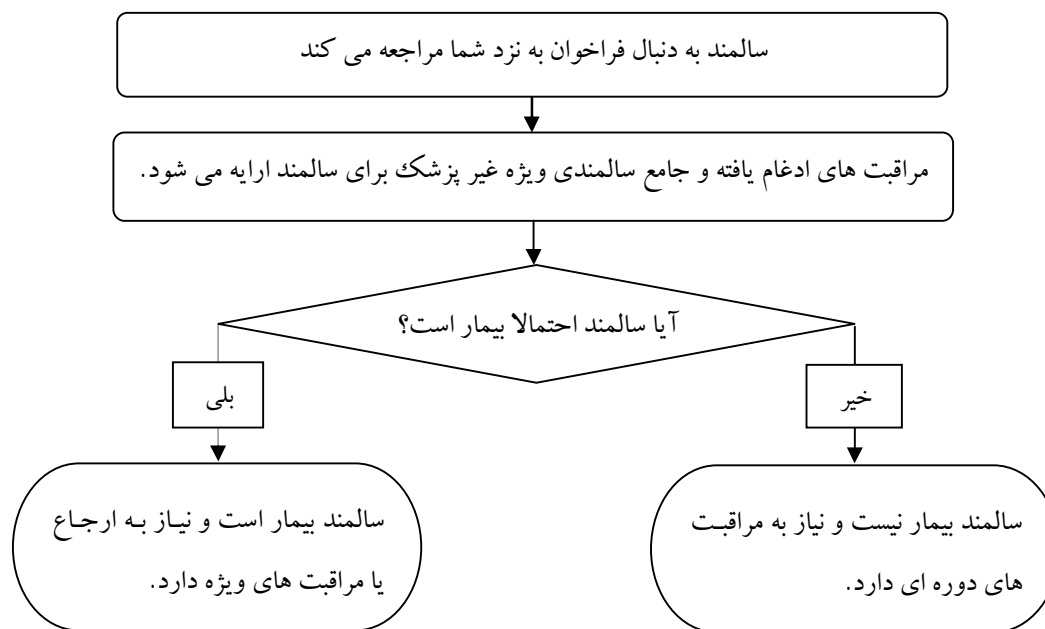 سالمند به دنبال فراخوان به نزد شما مراجعه می کند
مراقبت های ادغام یافته و جامع سالمندی ویژه غیر پزشک برای سالمند ارایه می شود.
آیا سالمند احتمالا بیمار است؟
خیر
بلی
سالمند بیمار نیست و نیاز به مراقبت
های دوره ای دارد.
سالمند بیمار است و نیاز به ارجاع
یا مراقبت های ویژه دارد.